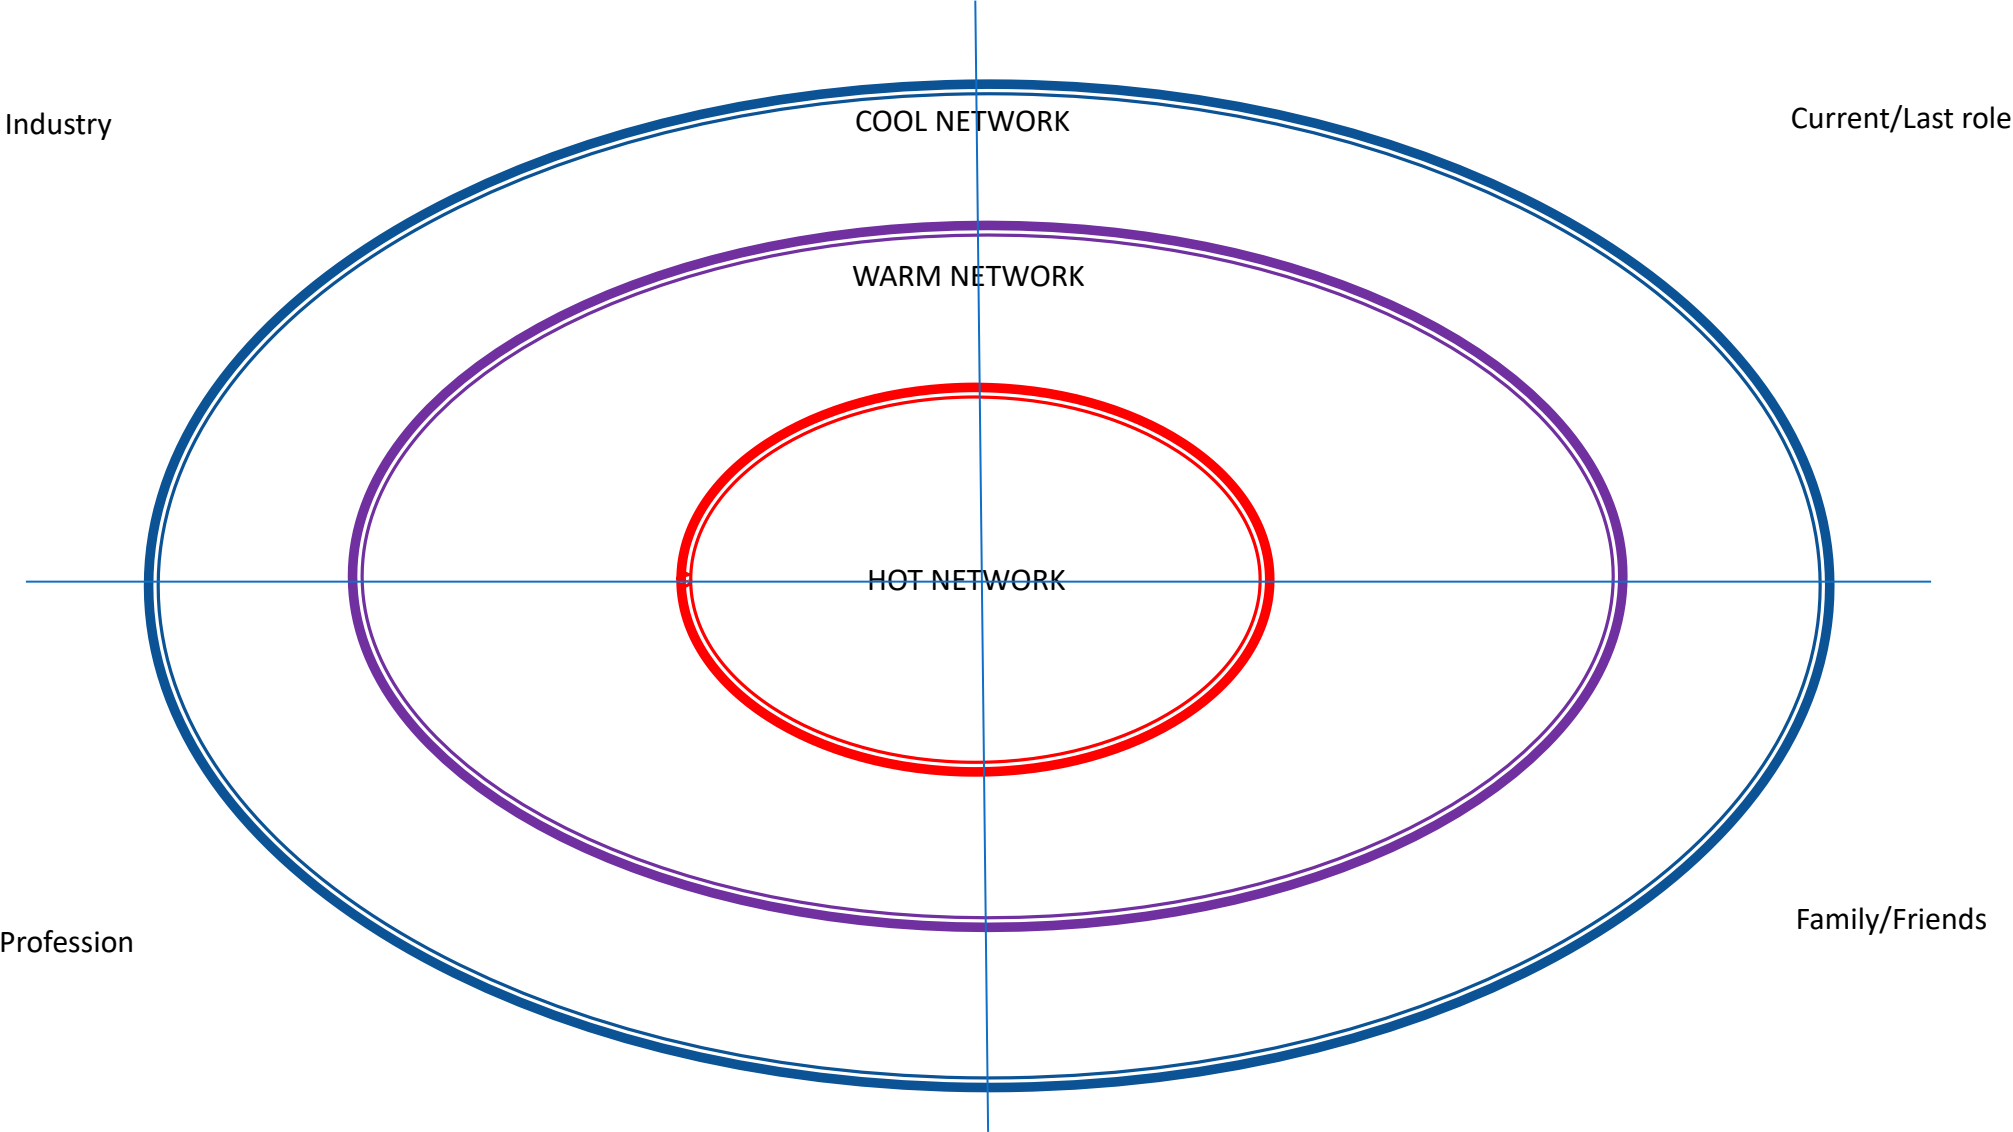 Industry
COOL NETWORK
Current/Last role
WARM NETWORK
HOT NETWORK
Profession
Family/Friends